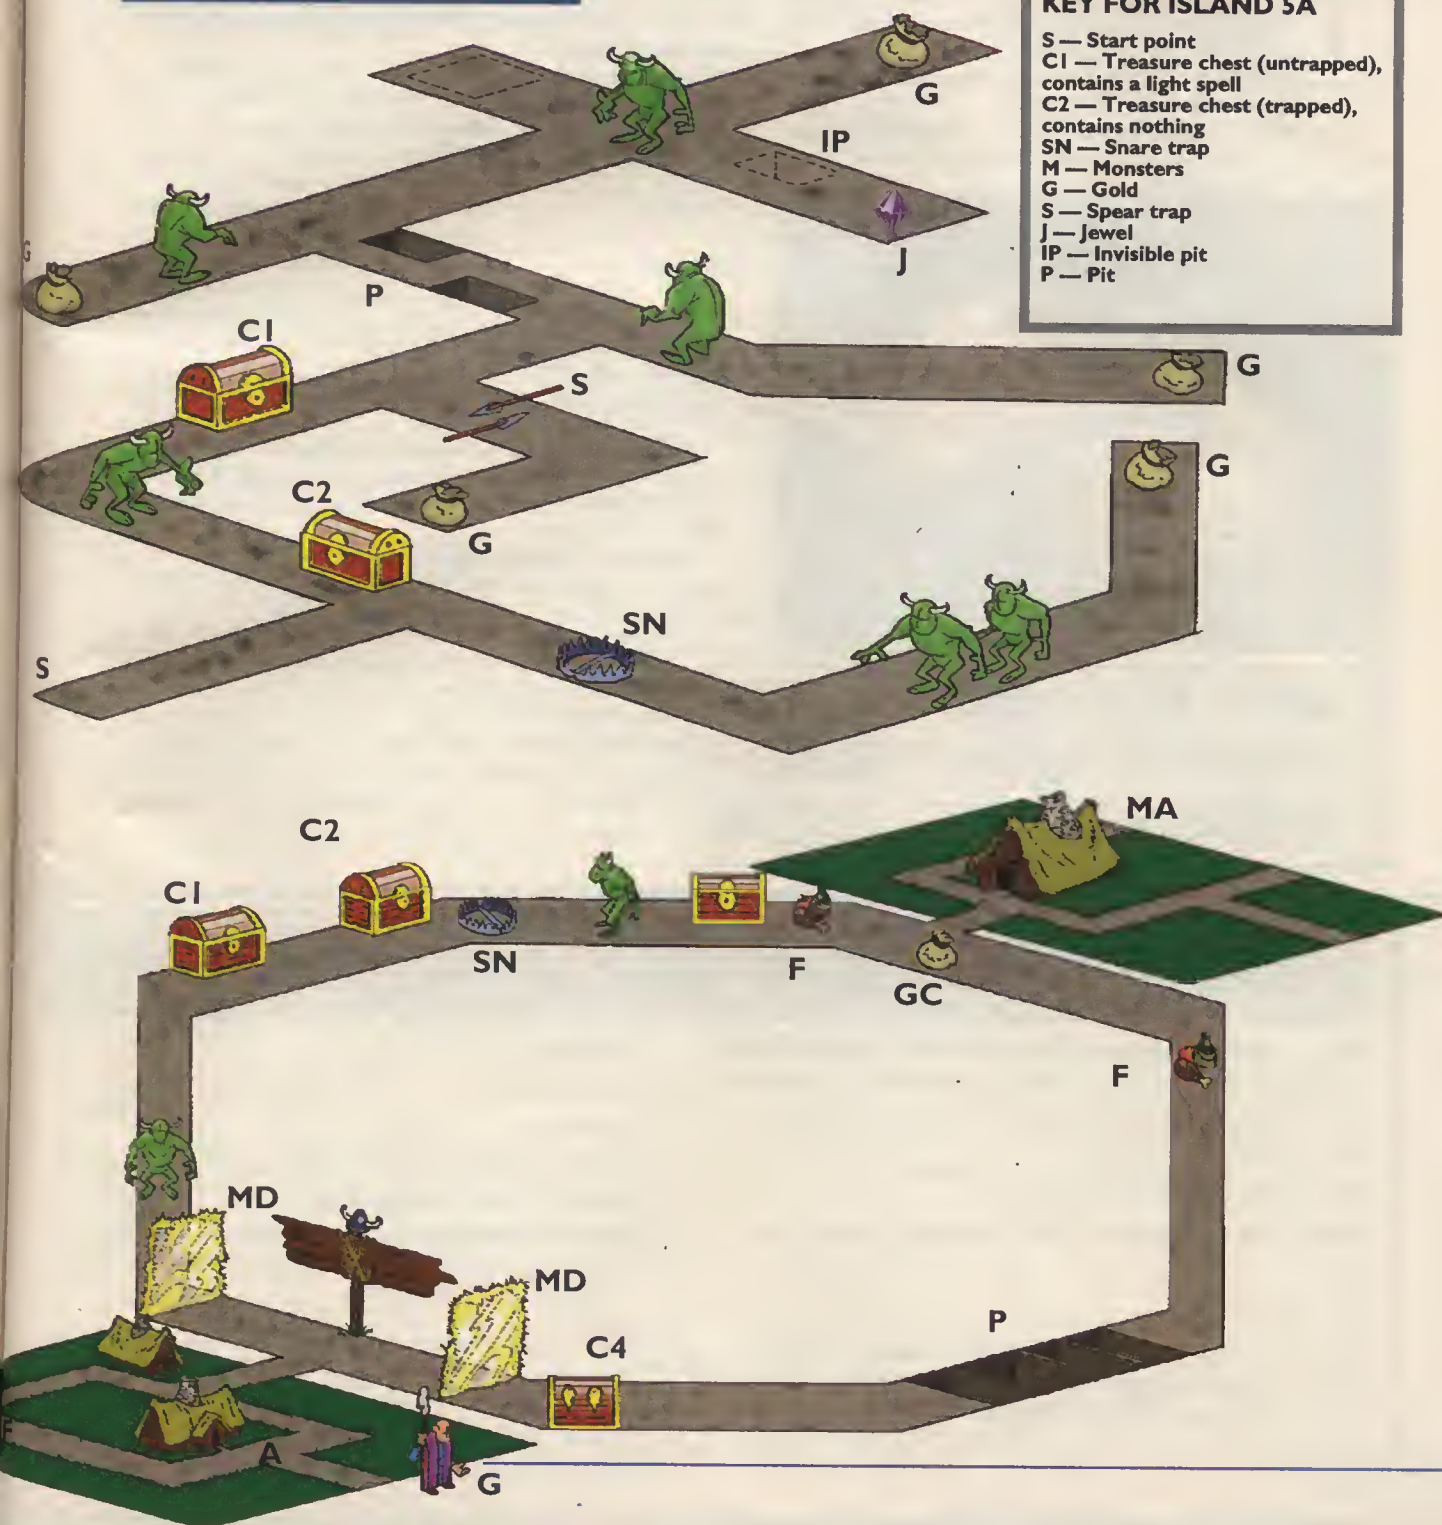 KEY FOR ISLAND 5A
S — Start point
C1 — Treasure chest (untrapped),
contains a light spell
C2 — Treasure chest (trapped),
contains nothing
SN — Snare trap
M — Monsters
G — Gold
S — Spear trap
J — Jewel
IP — Invisible pit
P — Pit
G
IP
G
J
P
C1
G
S
G
C2
G
SN
S
MA
C2
C1
SN
F
GC
F
MD
MD
P
C4
F
A
G